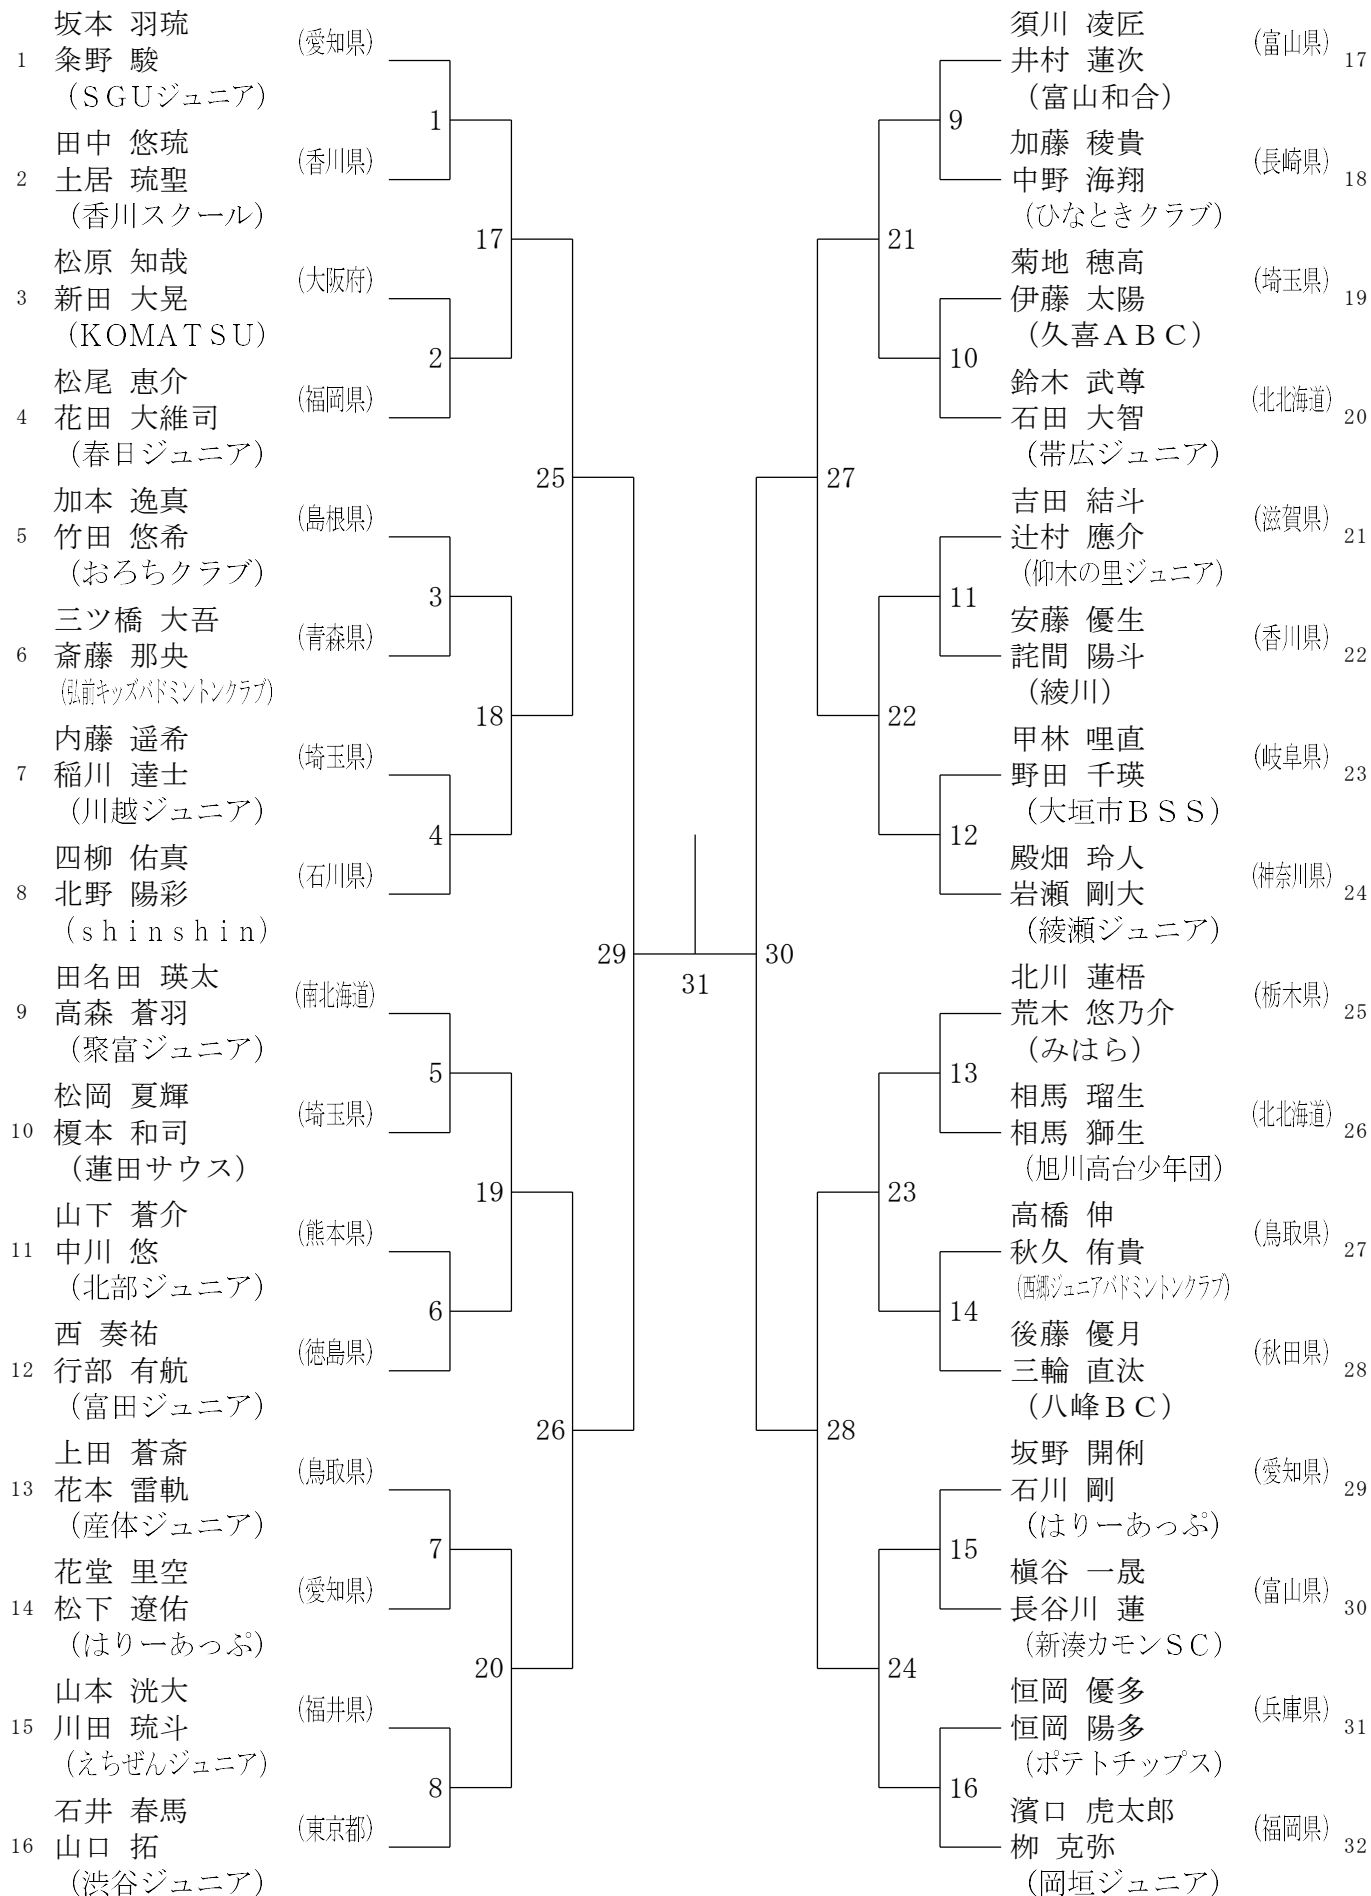 坂本 羽琉
(愛知県)
1 粂野 駿
(ＳＧＵジュニア)
田中 悠琉
(香川県)
2 土居 琉聖
(香川スクール)
松原 知哉
(大阪府)
3 新田 大晃
(KOMATSU)
松尾 恵介
(福岡県)
4 花田 大維司
(春日ジュニア)
加本 逸真
(島根県)
5 竹田 悠希
(おろちクラブ)
三ツ橋 大吾
(青森県)
6 斎藤 那央
(弘前キッズバドミントンクラブ)
内藤 遥希
(埼玉県)
7 稲川 達士
(川越ジュニア)
四柳 佑真
(石川県)
8 北野 陽彩
(ｓｈｉｎｓｈｉｎ)
田名田 瑛太
(南北海道)
9 高森 蒼羽
(聚富ジュニア)
松岡 夏輝
(埼玉県)
10 榎本 和司
(蓮田サウス)
山下 蒼介
(熊本県)
11 中川 悠
(北部ジュニア)
西 奏祐
(徳島県)
12 行部 有航
(富田ジュニア)
上田 蒼斎
(鳥取県)
13 花本 雷軌
(産体ジュニア)
花堂 里空
(愛知県)
14 松下 遼佑
(はりーあっぷ)
山本 洸大
(福井県)
15 川田 琉斗
(えちぜんジュニア)
石井 春馬
(東京都)
16 山口 拓
(渋谷ジュニア)
1
2
3
4
5
6
7
8
17
18
19
20
25
26
29
31
30
27
28
21
22
23
24
9
10
11
12
13
14
15
16
須川 凌匠
(富山県)
井村 蓮次 17
(富山和合)
加藤 稜貴
(長崎県)
中野 海翔 18
(ひなときクラブ)
菊地 穂高
(埼玉県)
伊藤 太陽 19
(久喜ＡＢＣ)
鈴木 武尊
(北北海道)
石田 大智 20
(帯広ジュニア)
吉田 結斗
(滋賀県)
辻村 應介 21
(仰木の里ジュニア)
安藤 優生
(香川県)
詫間 陽斗 22
(綾川)
甲林 哩直
(岐阜県)
野田 千瑛 23
(大垣市ＢＳＳ)
殿畑 玲人
(神奈川県)
岩瀬 剛大 24
(綾瀬ジュニア)
北川 蓮梧
(栃木県)
荒木 悠乃介 25
(みはら)
相馬 瑠生
(北北海道)
相馬 獅生 26
(旭川高台少年団)
高橋 伸
(鳥取県)
秋久 侑貴 27
(西郷ジュニアバドミントンクラブ)
後藤 優月
(秋田県)
三輪 直汰 28
(八峰ＢＣ)
坂野 開俐
(愛知県)
石川 剛 29
(はりーあっぷ)
槇谷 一晟
(富山県)
長谷川 蓮 30
(新湊カモンＳＣ)
恒岡 優多
(兵庫県)
恒岡 陽多 31
(ポテトチップス)
濱口 虎太郎
(福岡県)
栁 克弥 32
(岡垣ジュニア)